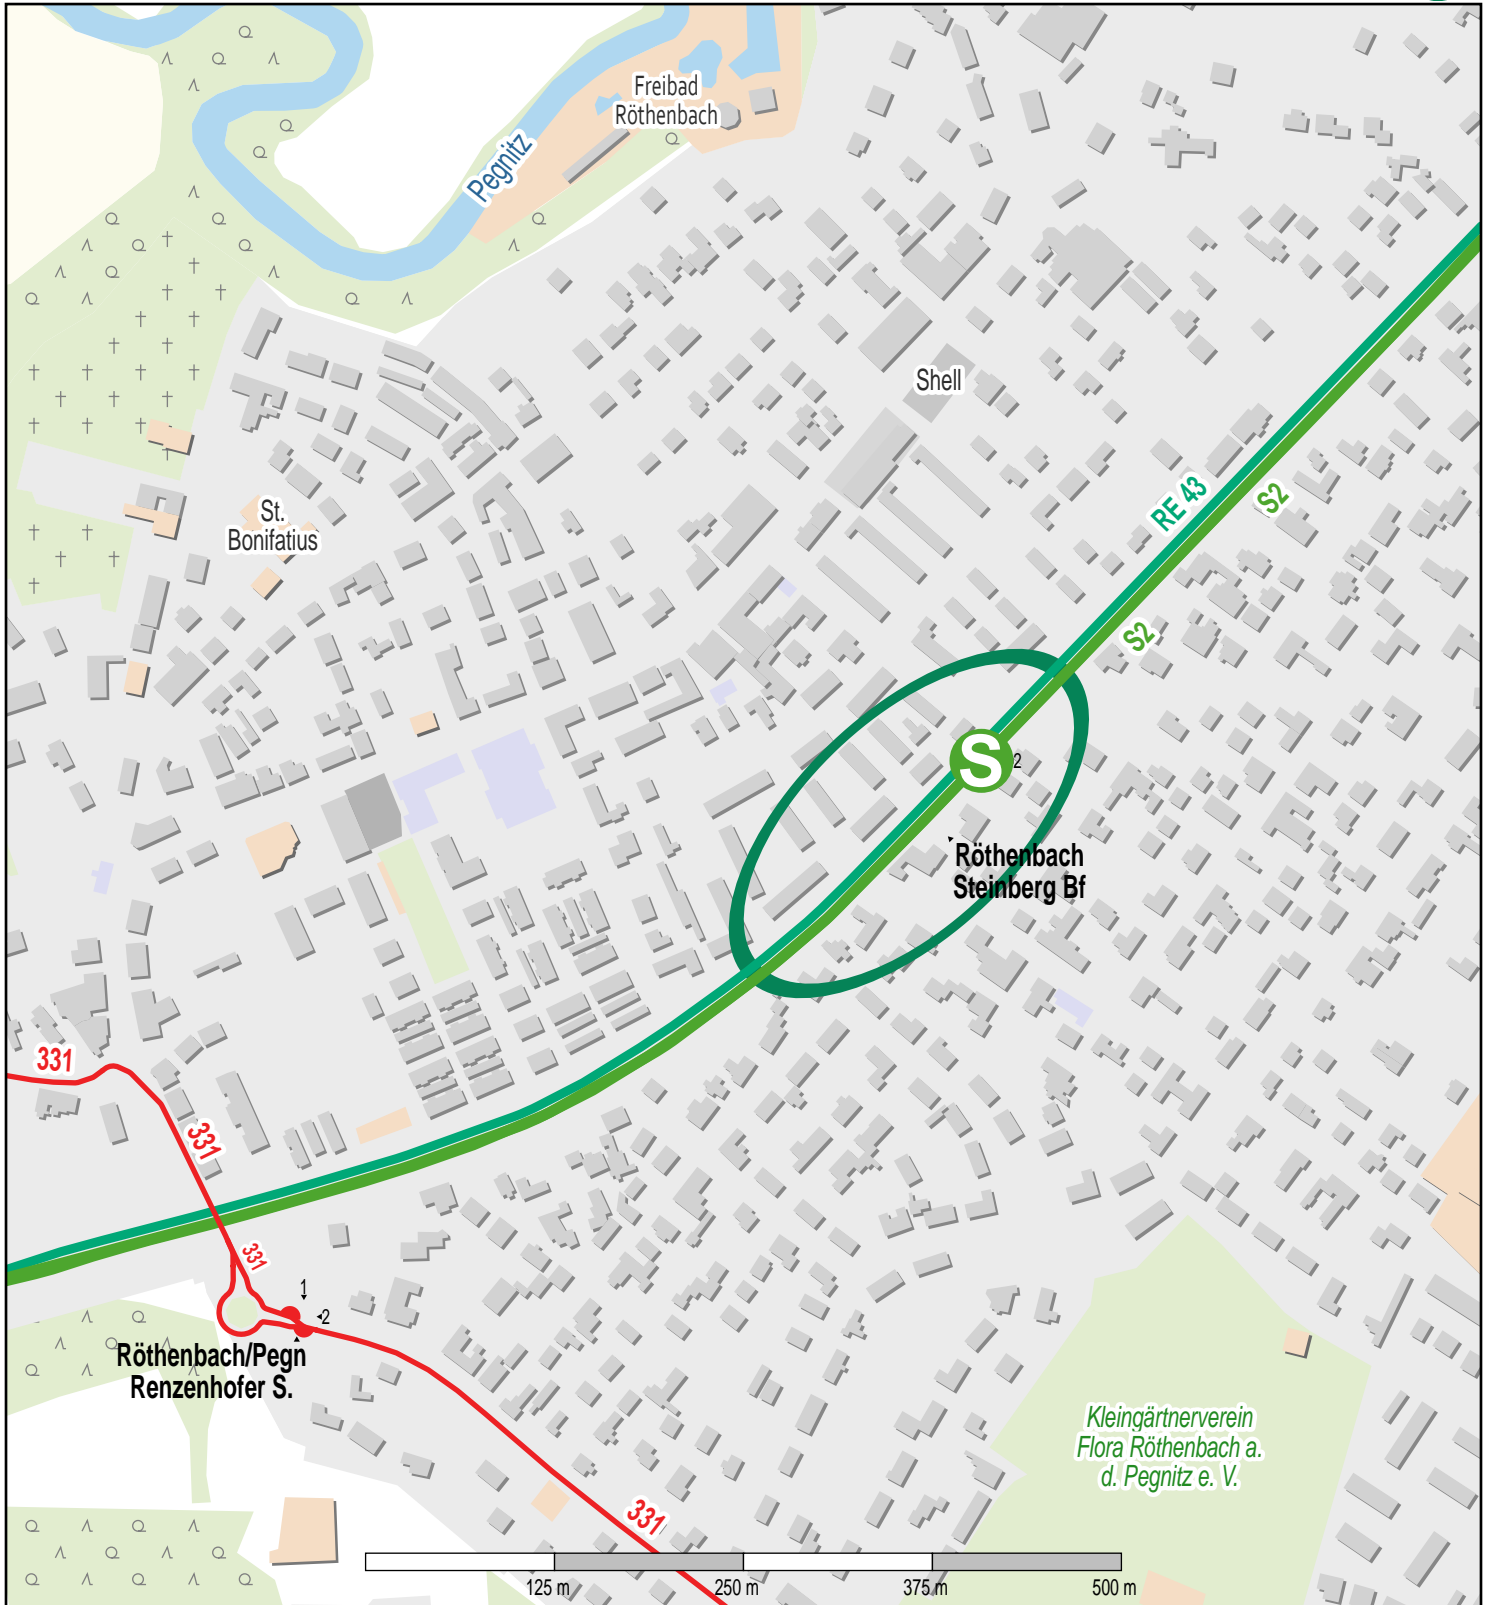 Freibad
Röthenbach
Pegnitz
Shell
St.
Bonifatius
RE 43
S2
S2
S
2
Röthenbach
Steinberg Bf
331
331
331
1
2
Röthenbach/Pegn
Renzenhofer S.
Kleingärtnerverein
Flora Röthenbach a.
d. Pegnitz e. V.
331
125 m
250 m
375 m
500 m